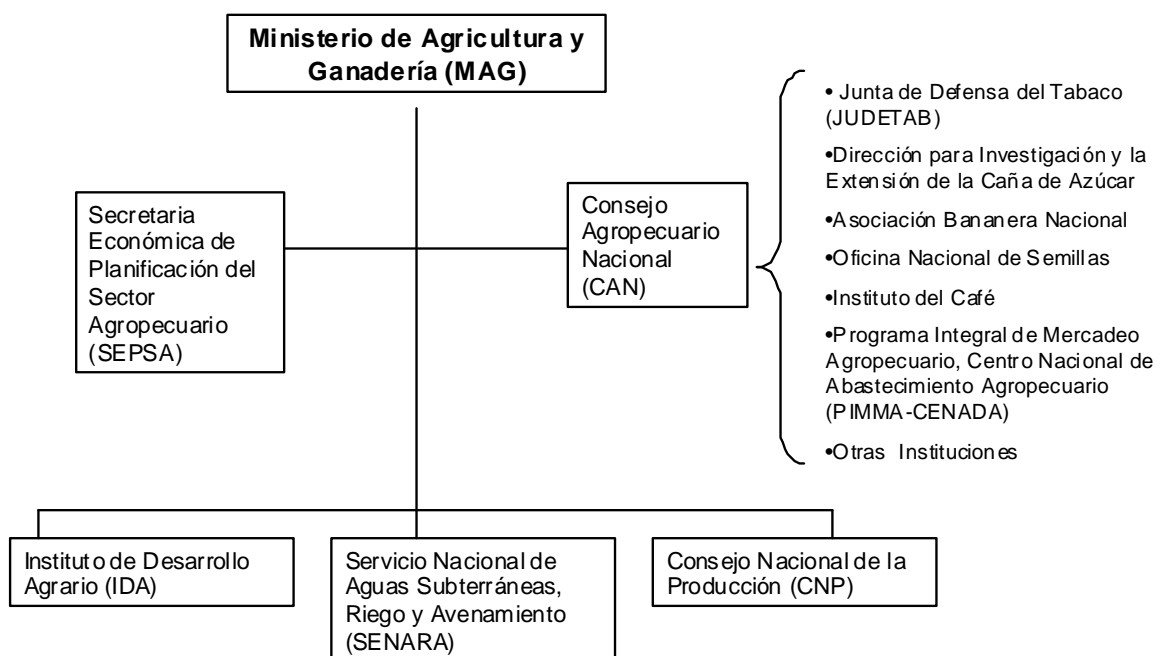 Ministerio de Agricultura y
Ganadería (MAG)
Secretaria
Económica de
Planificación del
Sector
Agropecuario
(SEPSA)
Consejo
Agropecuario
Nacional
(CAN)
• Junta de Defensa del Tabaco
(JUDETAB)
•Dirección para Investigación y la
Extensión de la Caña de Azúcar
•Asociación Bananera Nacional
•Oficina Nacional de Semillas
•Instituto del Café
•Programa Integral de Mercadeo
Agropecuario, Centro Nacional de
Abastecimiento Agropecuario
(PIMMA-CENADA)
•Otras Instituciones
Instituto de Desarrollo
Agrario (IDA)
Servicio Nacional de
Aguas Subterráneas,
Riego y Avenamiento
(SENARA)
Consejo Nacional de la
Producción (CNP)